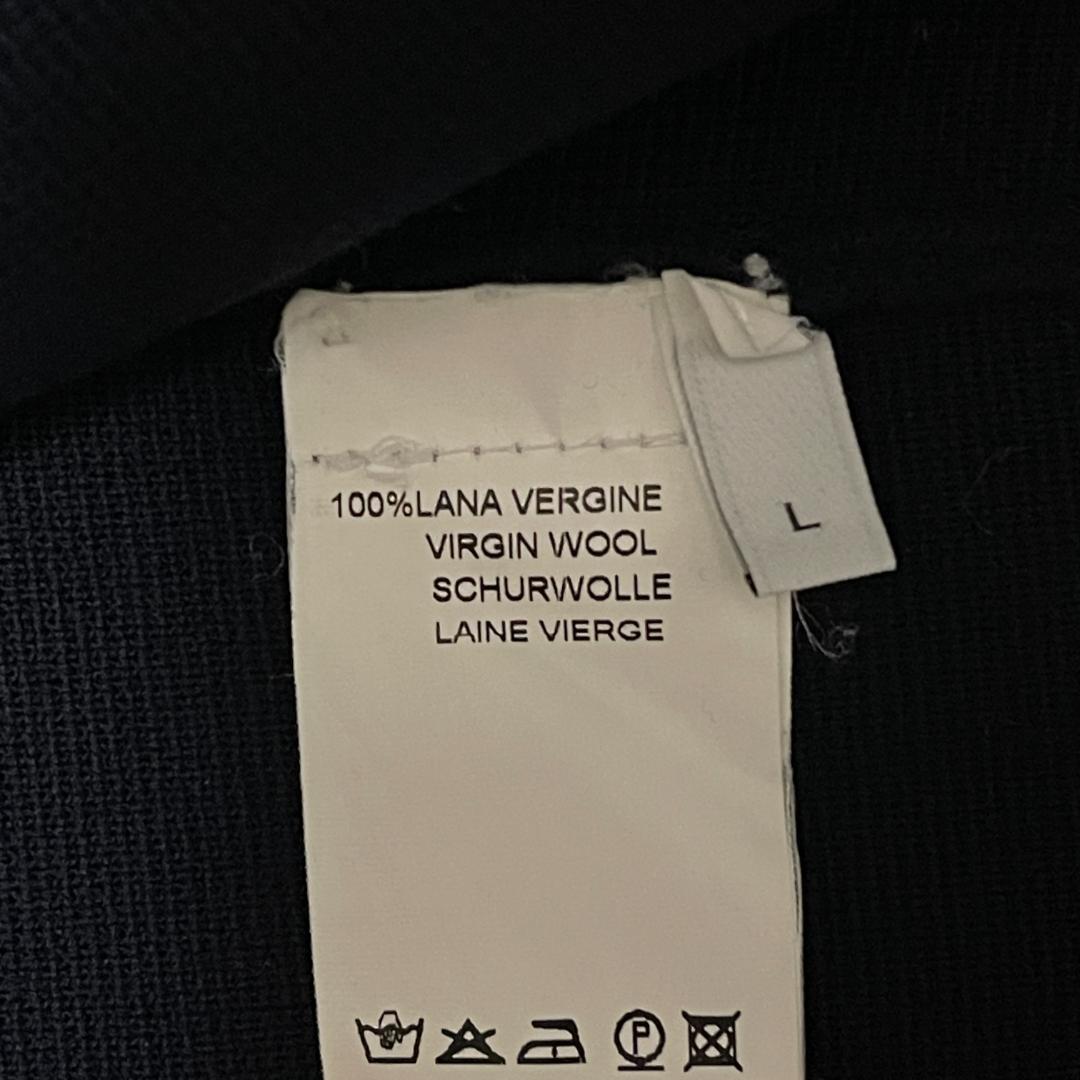 100%LANA VERGINE
VIRGIN WOOL
SCHURWOLLE
LAINE VIERGE
L
P